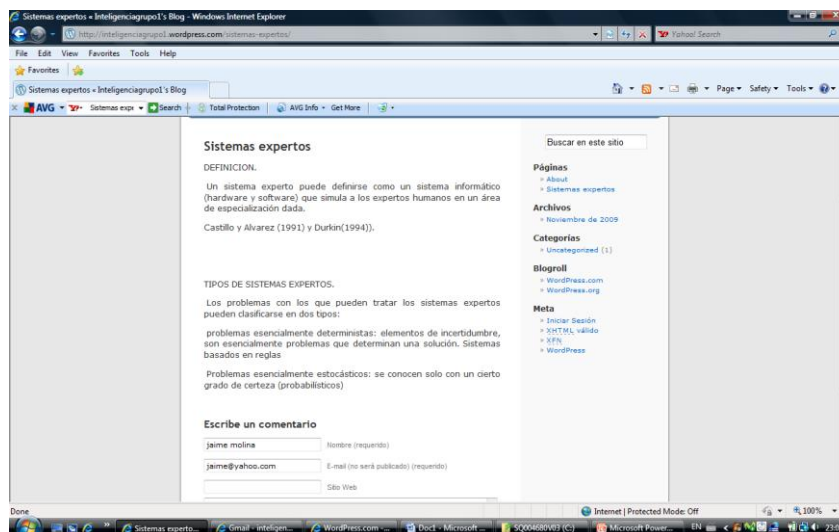 Sistemas expertos « Inteligenciagrupo1's Blog - Windows Internet Explorer
http://inteligenciagrupo1.wordpress.com/sistemas-expertos/
Yahoo! Search
File Edit View Favorites Tools Help
Favorites
Sistemas expertos « Inteligenciagrupo1's Blog
Page Safety Tools
AVG Sistemas expe Search Total Protection AVG Info Get More
Sistemas expertos
DEFINICION.
Un sistema experto puede definirse como un sistema informático
(hardware y software) que simula a los expertos humanos en un área
de especialización dada.
Castillo y Alvarez (1991) y Durkin(1994)).
TIPOS DE SISTEMAS EXPERTOS.
Los problemas con los que pueden tratar los sistemas expertos
pueden clasificarse en dos tipos:
problemas esencialmente deterministas: elementos de incertidumbre,
son esencialmente problemas que determinan una solución. Sistemas
basados en reglas
Problemas esencialmente estocásticos: se conocen solo con un cierto
grado de certeza (probabilísticos)
Escribe un comentario
jaime molina Nombre (requerido)
jaime@yahoo.com E-mail (no será publicado) (requerido)
Sitio Web
Buscar en este sitio
Páginas
» About
» Sistemas expertos
Archivos
» Noviembre de 2009
Categorías
» Uncategorized (1)
Blogroll
» WordPress.com
» WordPress.org
Meta
» Iniciar Sesión
» XHTML válido
» XFN
» WordPress
Done Internet | Protected Mode: Off 100%
Sistemas experto... Gmail - inteligen... WordPress.com -... Doc1 - Microsoft ... SQ004680V03 (C:) Microsoft Power... EN